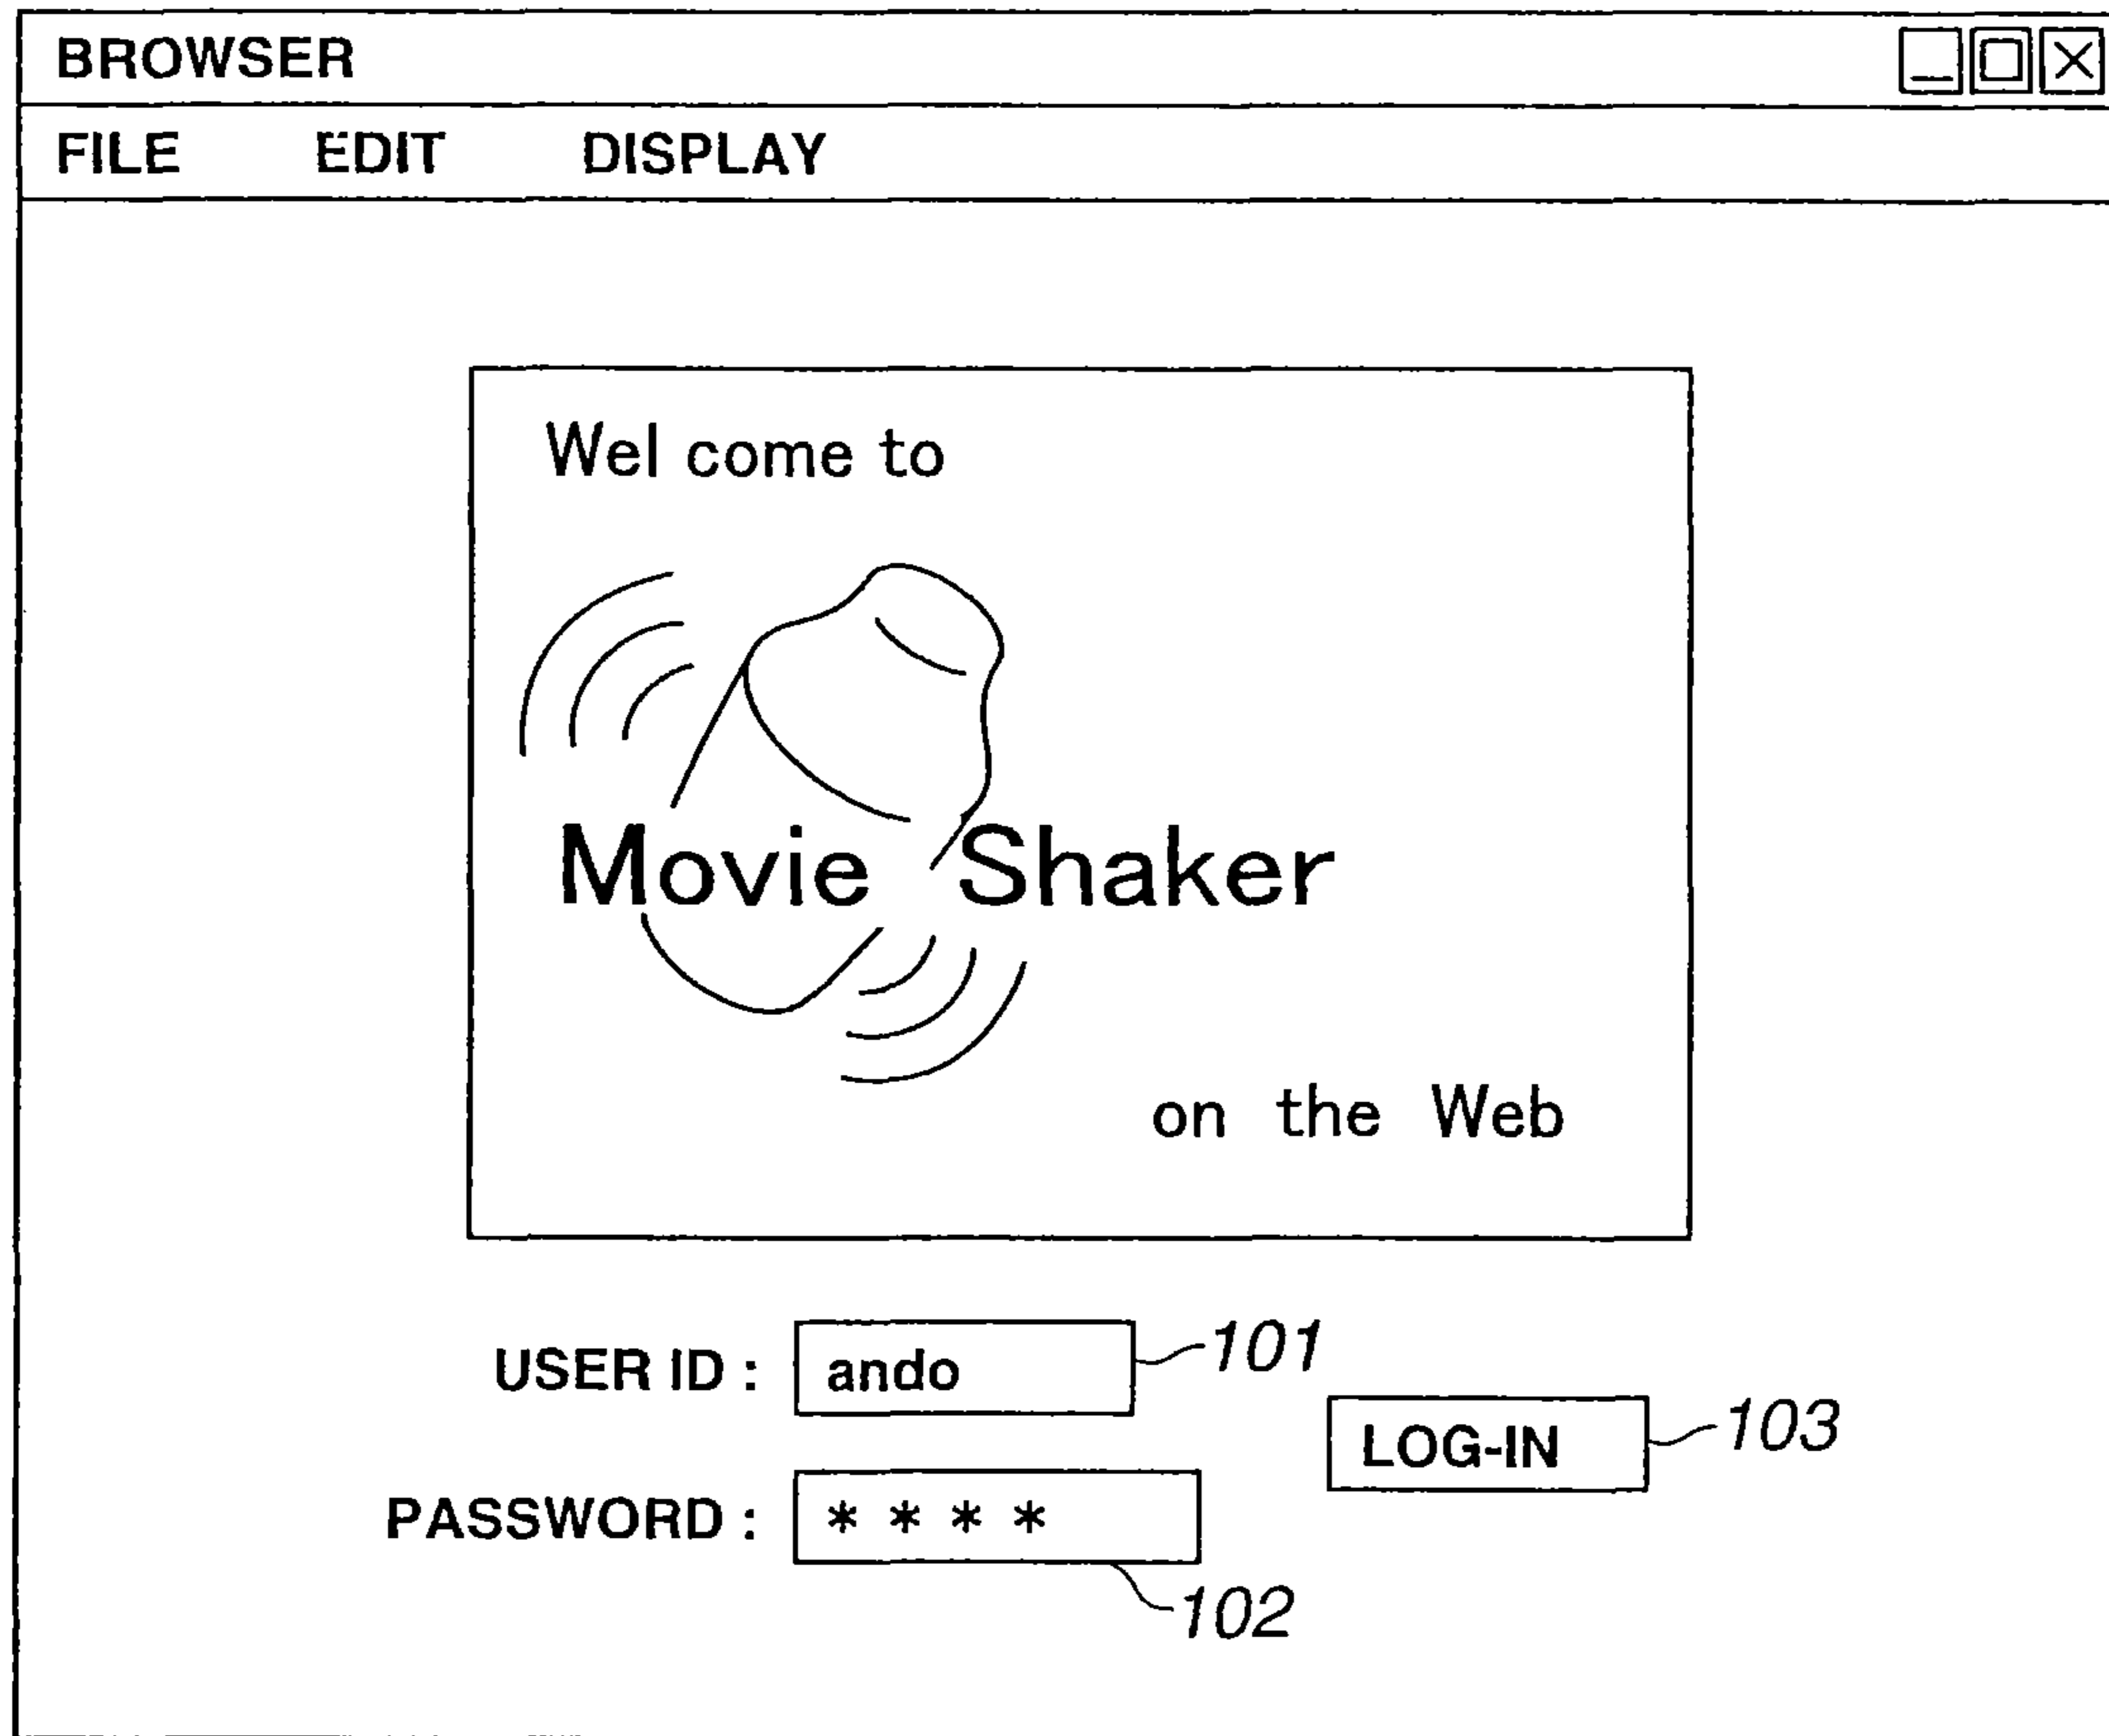 BROWSER
FILE EDIT DISPLAY
Wel come to
Movie Shaker
on the Web
USER ID : ando 101
LOG-IN 103
PASSWORD : * * * *
102